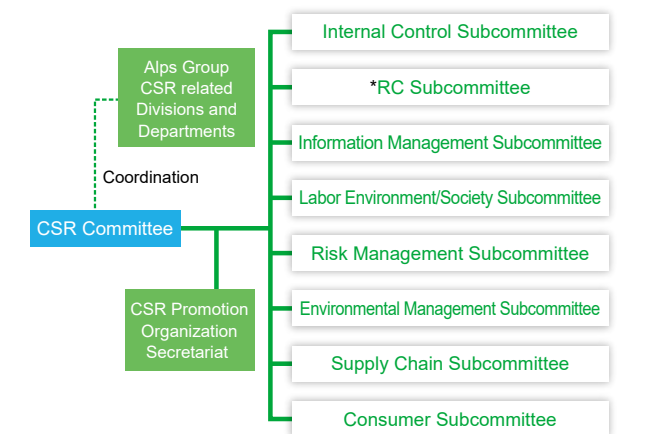 Alps Group
CSR related
Divisions and
Departments
Coordination
CSR Committee
CSR Promotion
Organization
Secretariat
Internal Control Subcommittee
*RC Subcommittee
Information Management Subcommittee
Labor Environment/Society Subcommittee
Risk Management Subcommittee
Environmental Management Subcommittee
Supply Chain Subcommittee
Consumer Subcommittee